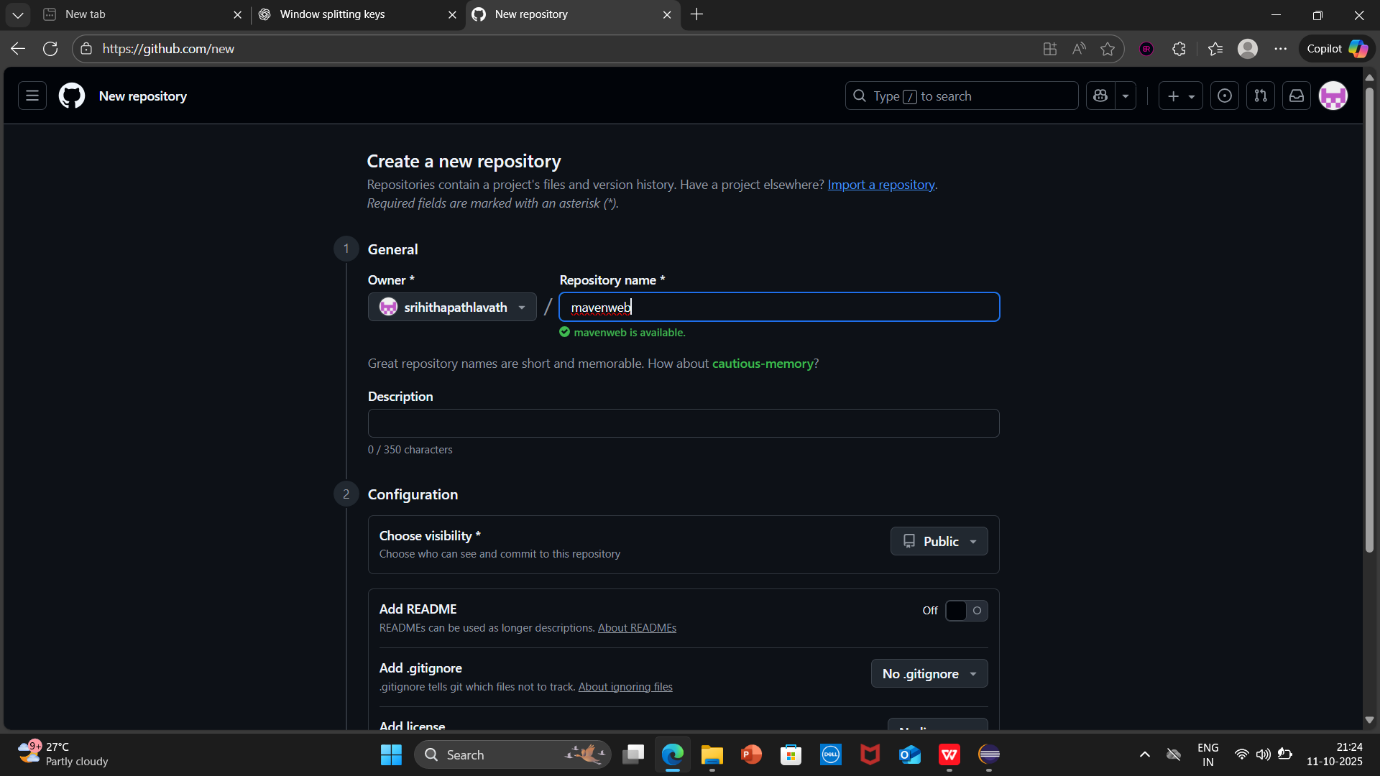 New tab
Window splitting keys
New repository
https://github.com/new
Copilot
New repository
Type / to search
Create a new repository
Repositories contain a project's files and version history. Have a project elsewhere? Import a repository.
Required fields are marked with an asterisk (*).
1 General
Owner * Repository name *
srihithapathlavath / mavenweb
mavenweb is available.
Great repository names are short and memorable. How about cautious-memory?
Description
0 / 350 characters
2 Configuration
Choose visibility * Public
Choose who can see and commit to this repository
Add README Off
READMEs can be used as longer descriptions. About READMEs
Add .gitignore No .gitignore
.gitignore tells git which files not to track. About ignoring files
Add license
9+ 27°C
Partly cloudy
Search
DELL
ENG
IN
21:24
11-10-2025